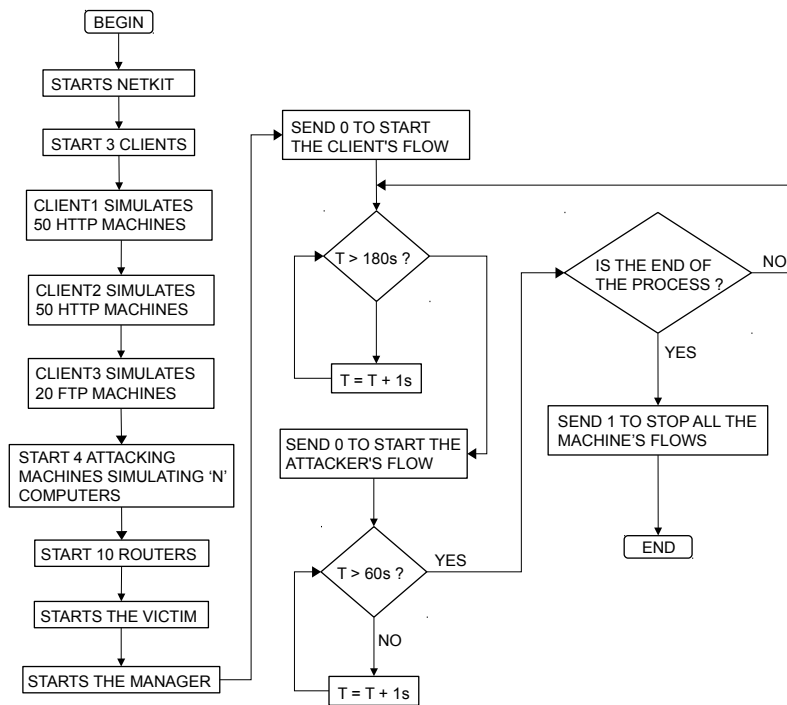 BEGIN
STARTS NETKIT
START 3 CLIENTS
CLIENT1 SIMULATES
50 HTTP MACHINES
CLIENT2 SIMULATES
50 HTTP MACHINES
CLIENT3 SIMULATES
20 FTP MACHINES
START 4 ATTACKING
MACHINES SIMULATING ‘N’
COMPUTERS
START 10 ROUTERS
STARTS THE VICTIM
STARTS THE MANAGER
SEND 0 TO START
THE CLIENT'S FLOW
T > 180s ?
T = T + 1s
SEND 0 TO START THE
ATTACKER'S FLOW
T > 60s ?
YES
NO
T = T + 1s
IS THE END OF
THE PROCESS ?
NO
YES
SEND 1 TO STOP ALL THE
MACHINE’S FLOWS
END